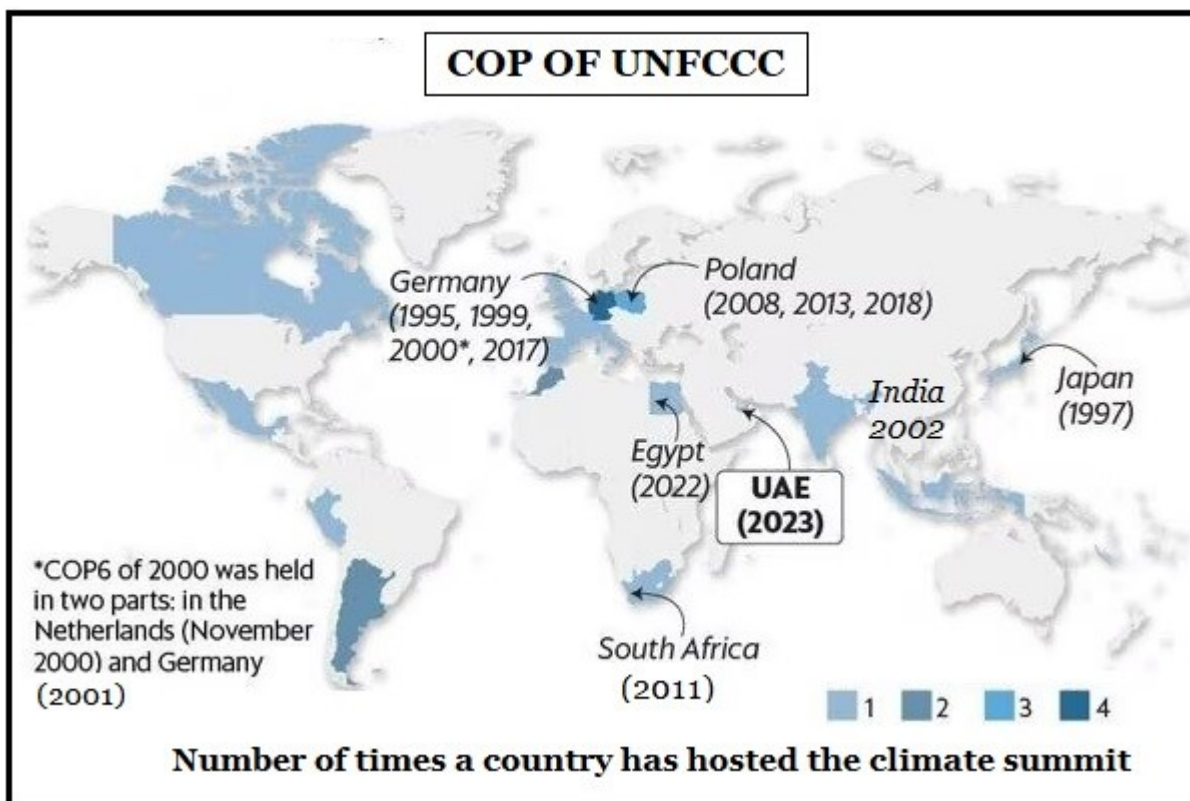 COP OF UNFCCC
Germany
(1995, 1999,
2000*, 2017)
Poland
(2008, 2013, 2018)
Japan
(1997)
India
2002
Egypt
(2022)
UAE
(2023)
South Africa
(2011)
*COP6 of 2000 was held
in two parts: in the
Netherlands (November
2000) and Germany
(2001)
1 2 3 4
Number of times a country has hosted the climate summit